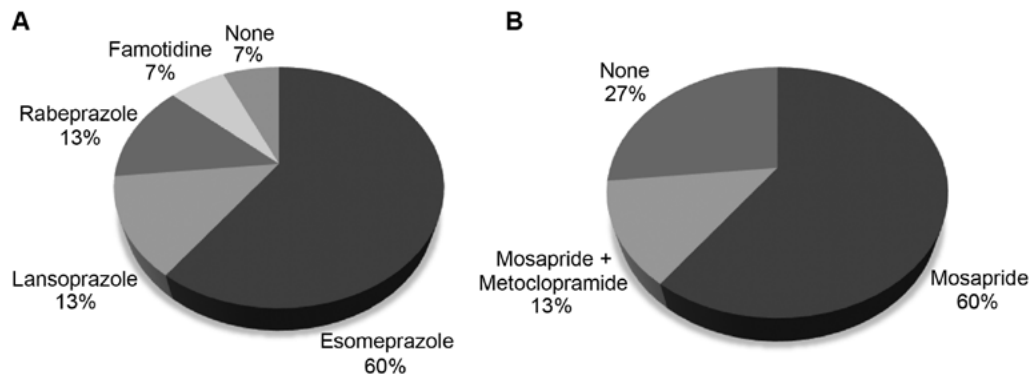 A
None
7%
Famotidine
7%
Rabeprazole
13%
Lansoprazole
13%
Esomeprazole
60%
B
None
27%
Mosapride +
Metoclopramide
13%
Mosapride
60%